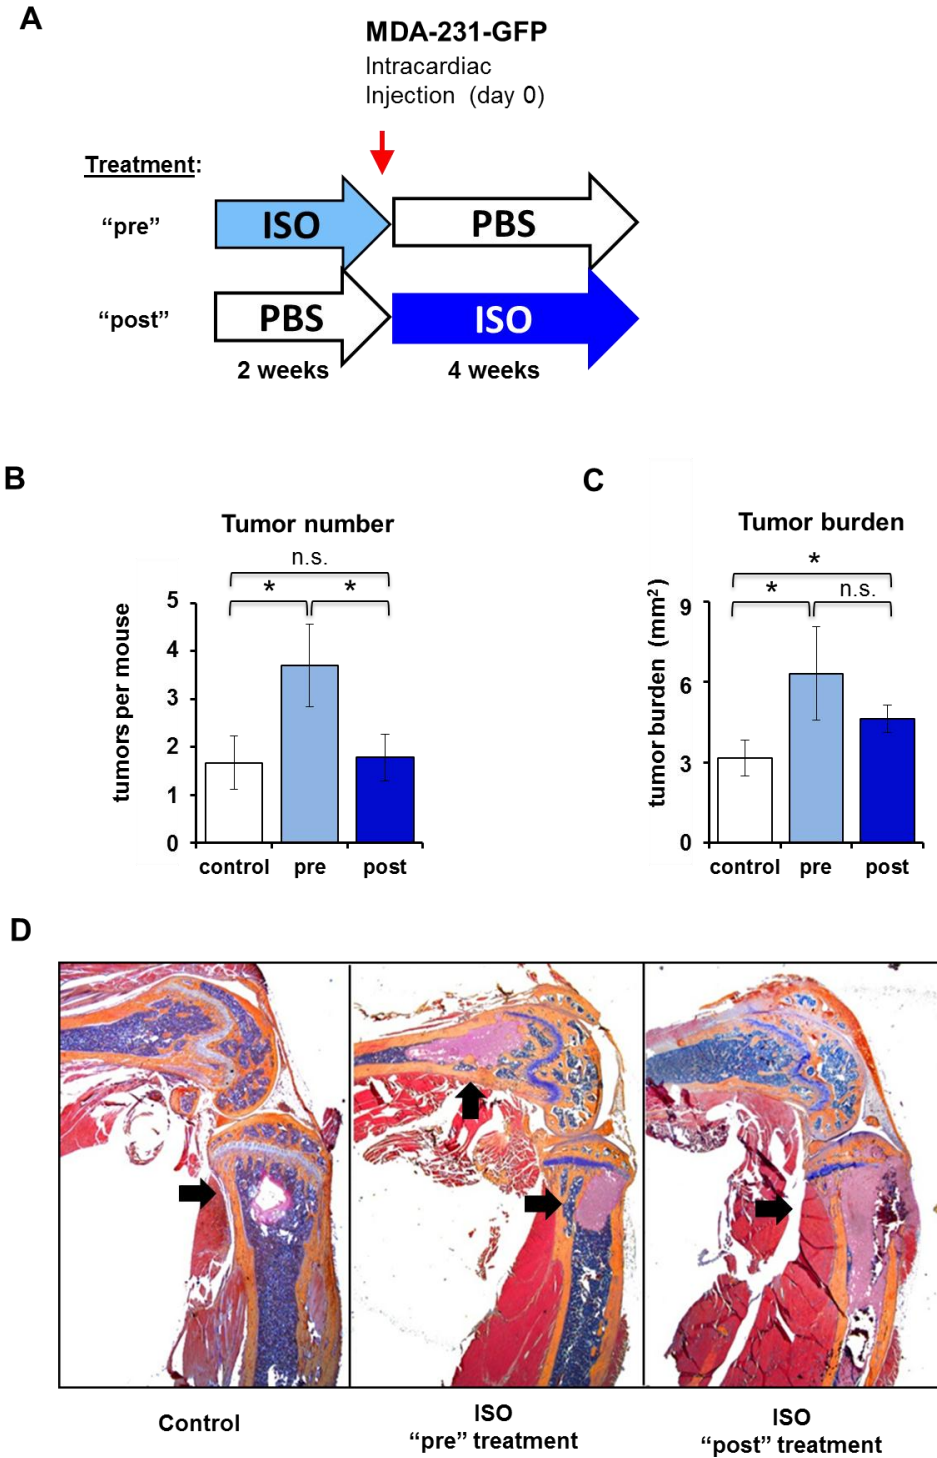 A
MDA-231-GFP
Intracardiac
Injection (day 0)
Treatment:
“pre”
ISO
PBS
“post”
PBS
ISO
2 weeks
4 weeks
B
Tumor number
n.s.
* *
tumors per mouse
5
4
3
2
1
0
control pre post
C
Tumor burden
*
* n.s.
tumor burden (mm²)
9
6
3
0
control pre post
D
Control
ISO
“pre” treatment
ISO
“post” treatment